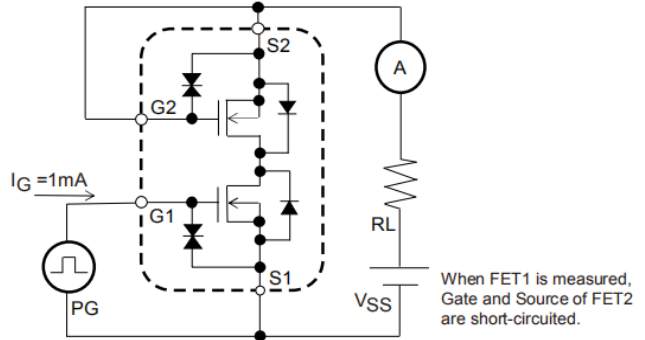 S2
A
G2
IG =1mA
G1
RL
S1
PG
VSS
When FET1 is measured,
Gate and Source of FET2
are short-circuited.